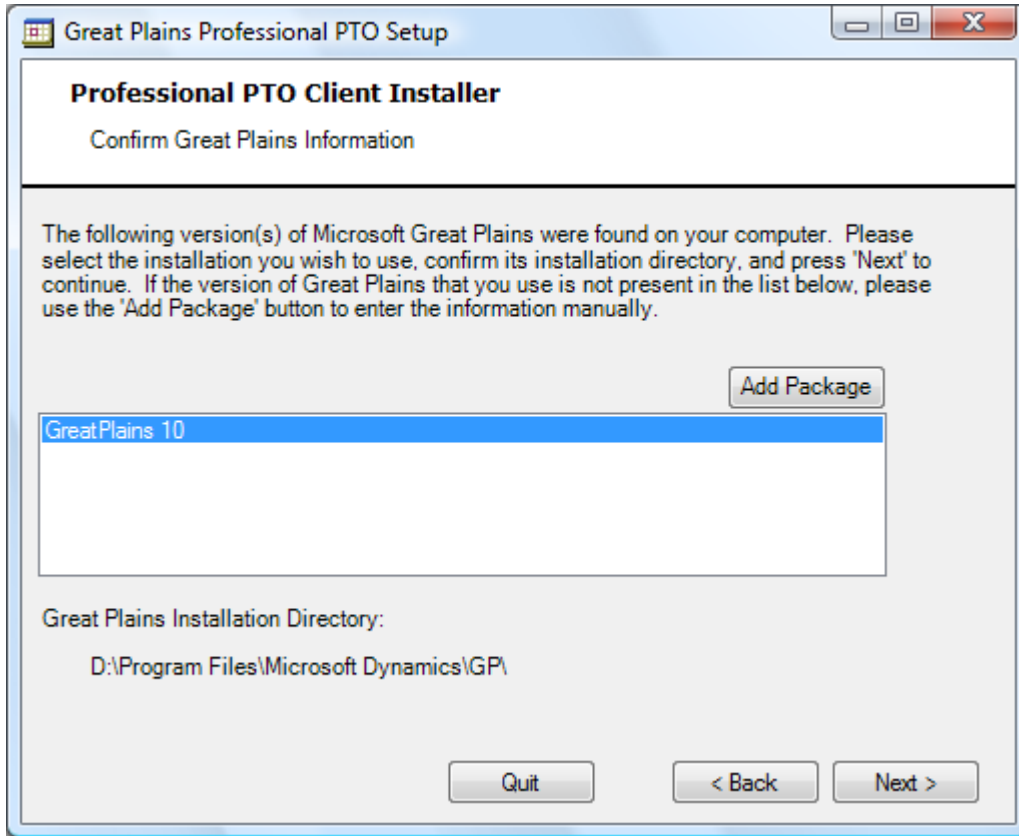 Great Plains Professional PTO Setup
Professional PTO Client Installer
Confirm Great Plains Information
The following version(s) of Microsoft Great Plains were found on your computer.  Please
select the installation you wish to use, confirm its installation directory, and press 'Next' to
continue.  If the version of Great Plains that you use is not present in the list below, please
use the 'Add Package' button to enter the information manually.
Add Package
GreatPlains 10
Great Plains Installation Directory:
D:\Program Files\Microsoft Dynamics\GP\
Quit
< Back
Next >